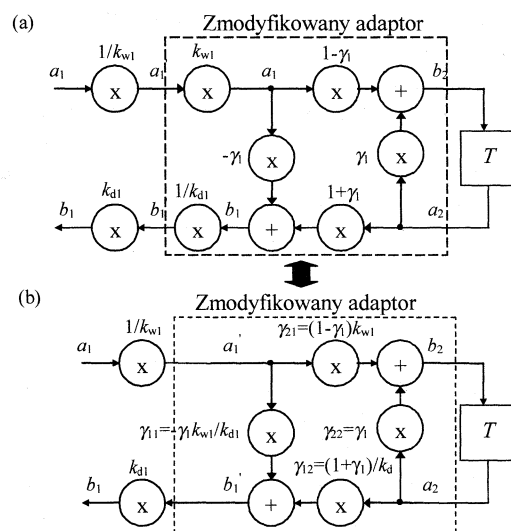 (a)
Zmodyfikowany adaptor
1/kw1 kw1 1-γ1
a1 a1' a1 b2
x x x +
-γ1 x γ1 x T
kd1 1/kd1 1+γ1
b1 b1' b1 a2
x x + x
(b)
Zmodyfikowany adaptor
1/kw1 γ21=(1-γ1)kw1
a1 a1' b2
x x +
γ11=-γ1kw1/kd1 x γ22=γ1 x T
kd1 γ12=(1+γ1)/kd
b1 b1' a2
x + x